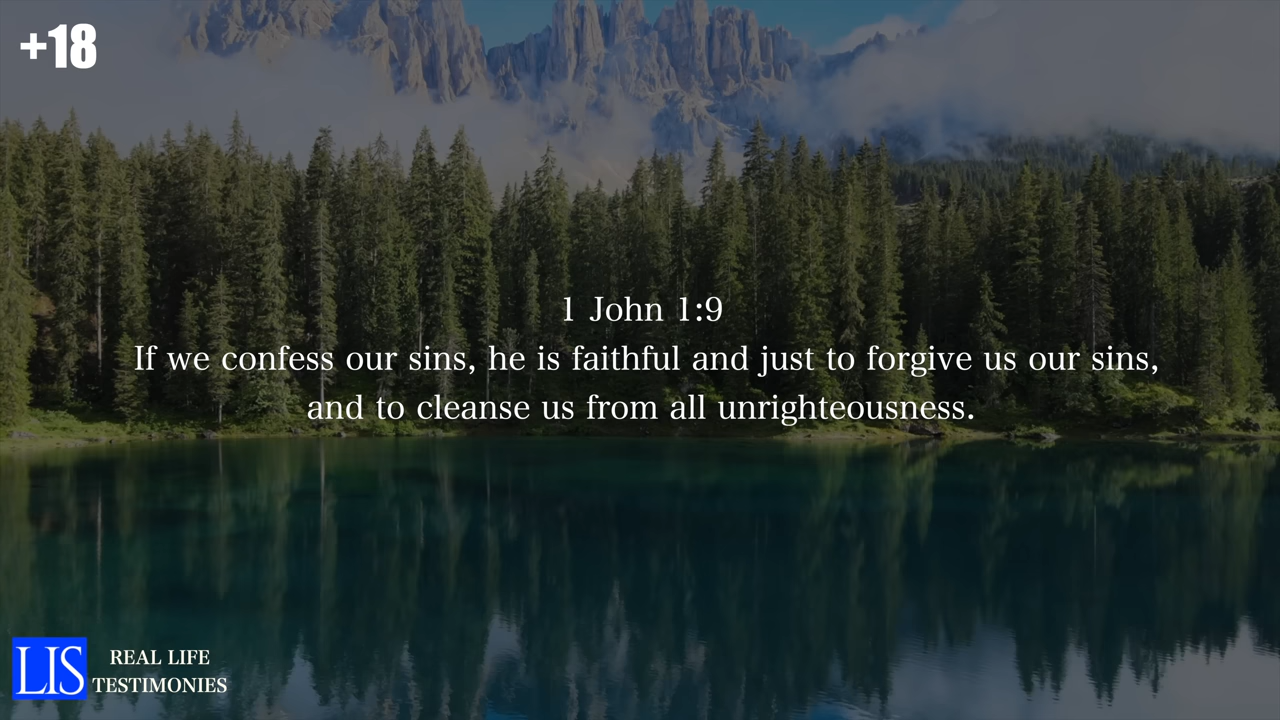 +18
1 John 1:9
If we confess our sins, he is faithful and just to forgive us our sins,
and to cleanse us from all unrighteousness.
LIS
REAL LIFE
TESTIMONIES